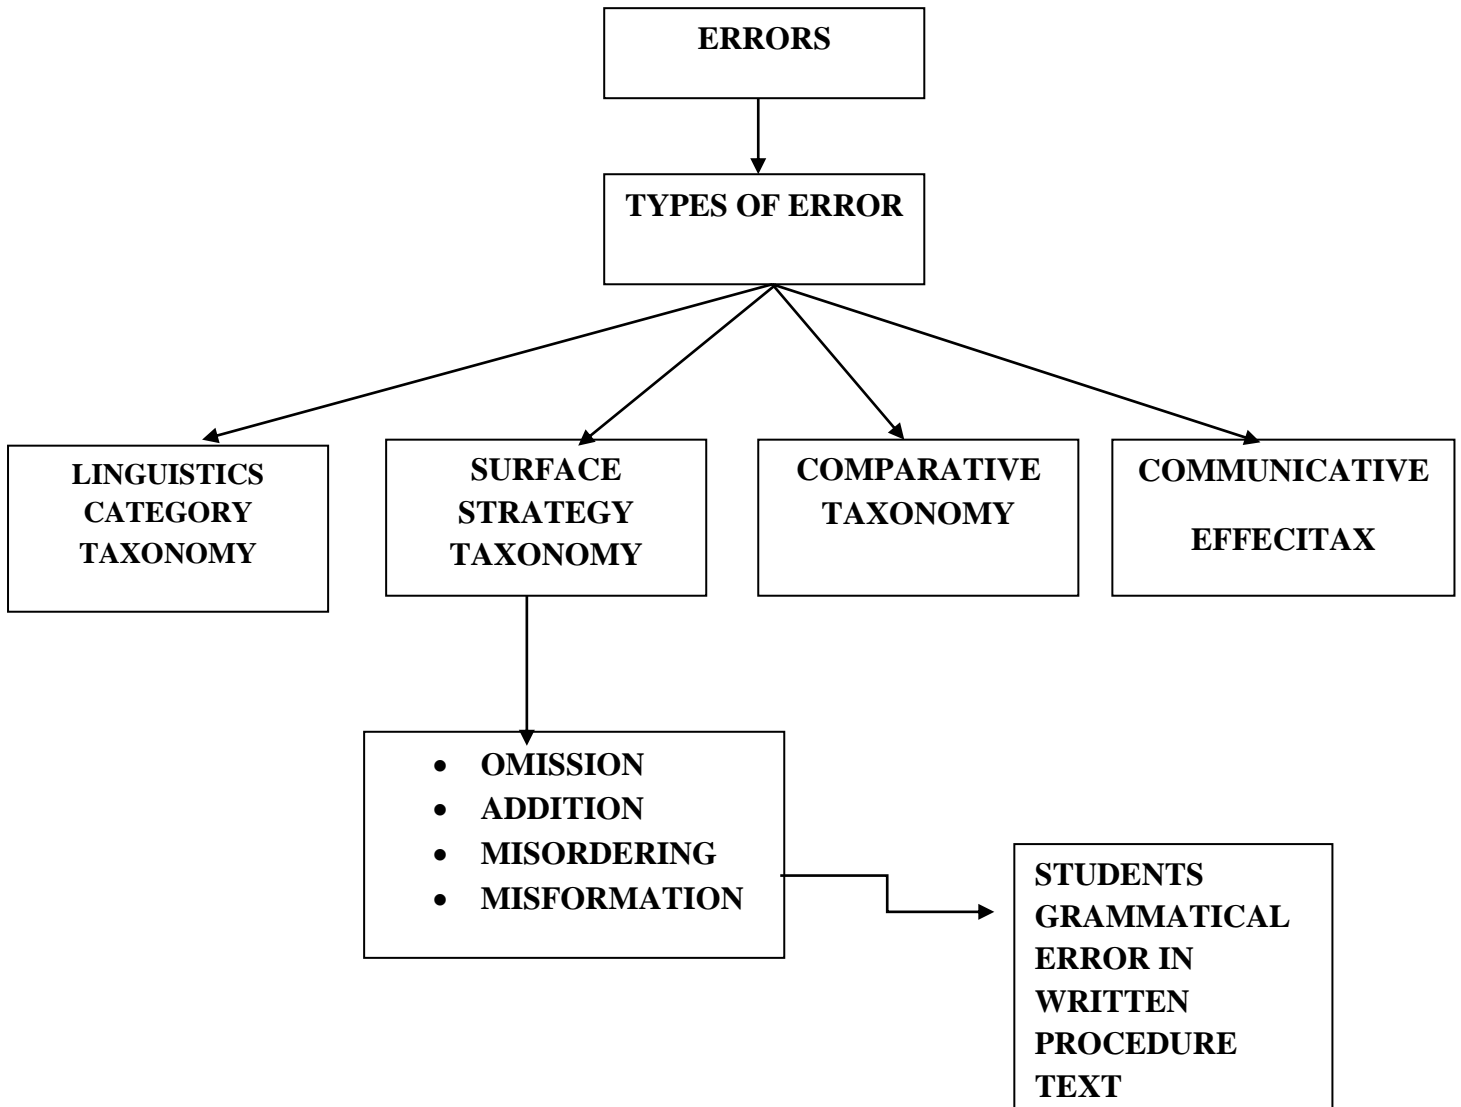 ERRORS
TYPES OF ERROR
LINGUISTICS
CATEGORY
TAXONOMY
SURFACE
STRATEGY
TAXONOMY
COMPARATIVE
TAXONOMY
COMMUNICATIVE
EFFECITAX
• OMISSION
• ADDITION
• MISORDERING
• MISFORMATION
STUDENTS
GRAMMATICAL
ERROR IN
WRITTEN
PROCEDURE
TEXT